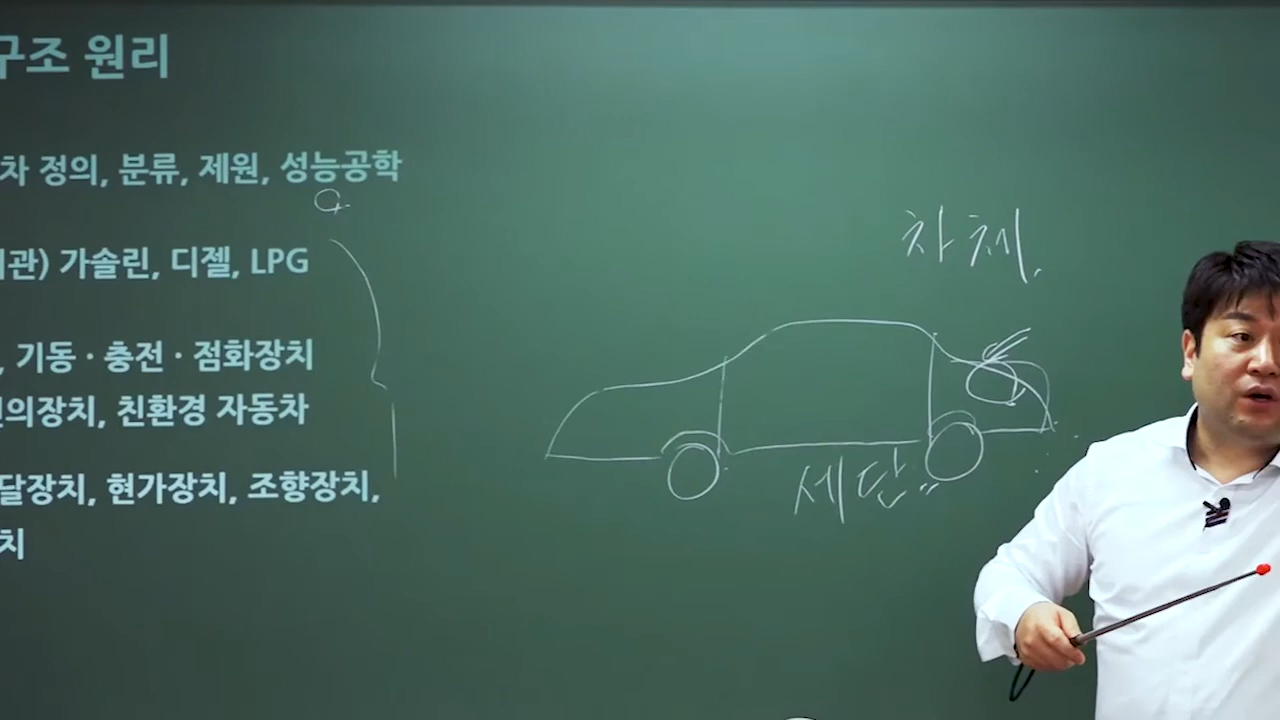 구조 원리
차 정의, 분류, 제원, 성능공학
관) 가솔린, 디젤, LPG
, 기동 · 충전 · 점화장치
의장치, 친환경 자동차
달장치, 현가장치, 조향장치,
치
차체.
세단